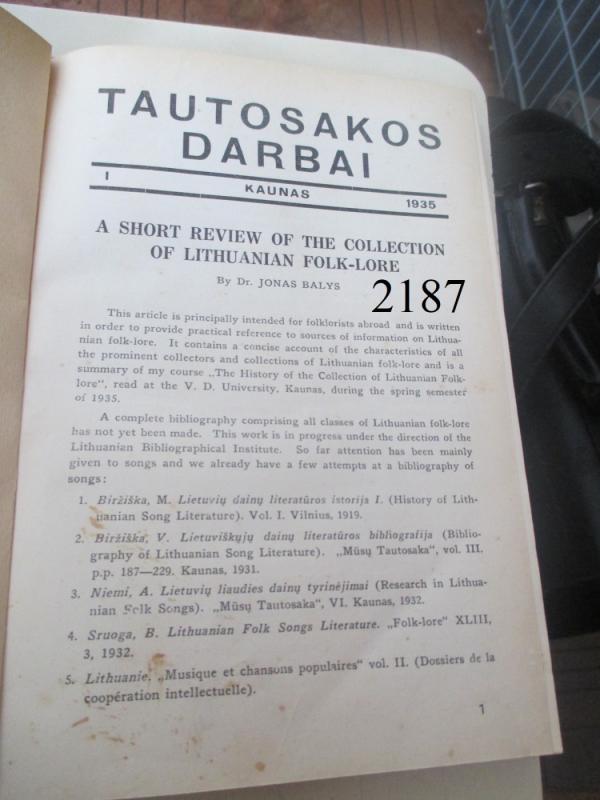 TAUTOSAKOS
DARBAI
I KAUNAS 1935
A SHORT REVIEW OF THE COLLECTION
OF LITHUANIAN FOLK-LORE
By Dr. JONAS BALYS
2187
This article is principally intended for folklorists abroad and is written
in order to provide practical reference to sources of information on Lithua-
nian folk-lore. It contains a concise account of the characteristics of all
the prominent collectors and collections of Lithuanian folk-lore and is a
summary of my course „The History of the Collection of Lithuanian Folk-
lore", read at the V. D. University, Kaunas, during the spring semester
of 1935.
A complete bibliography comprising all classes of Lithuanian folk-lore
has not yet been made. This work is in progress under the direction of the
Lithuanian Bibliographical Institute. So far attention has been mainly
given to songs and we already have a few attempts at a bibliography of
songs:
1. Biržiška, M. Lietuvių dainų literatūros istorija I. (History of Lith-
uanian Song Literature). Vol. I. Vilnius, 1919.
2. Biržiška, V. Lietuviškųjų dainų literatūros bibliografija (Biblio-
graphy of Lithuanian Song Literature). „Mūsų Tautosaka", vol. III.
p.p. 187—229. Kaunas, 1931.
3. Niemi, A. Lietuvių liaudies dainų tyrinėjimai (Research in Lithua-
nian Folk Songs). „Mūsų Tautosaka", VI. Kaunas, 1932.
4. Sruoga, B. Lithuanian Folk Songs Literature. „Folk-lore" XLIII,
3, 1932.
5. Lithuanie. „Musique et chansons populaires" vol. II. (Dossiers de la
coopération intellectuelle).
1